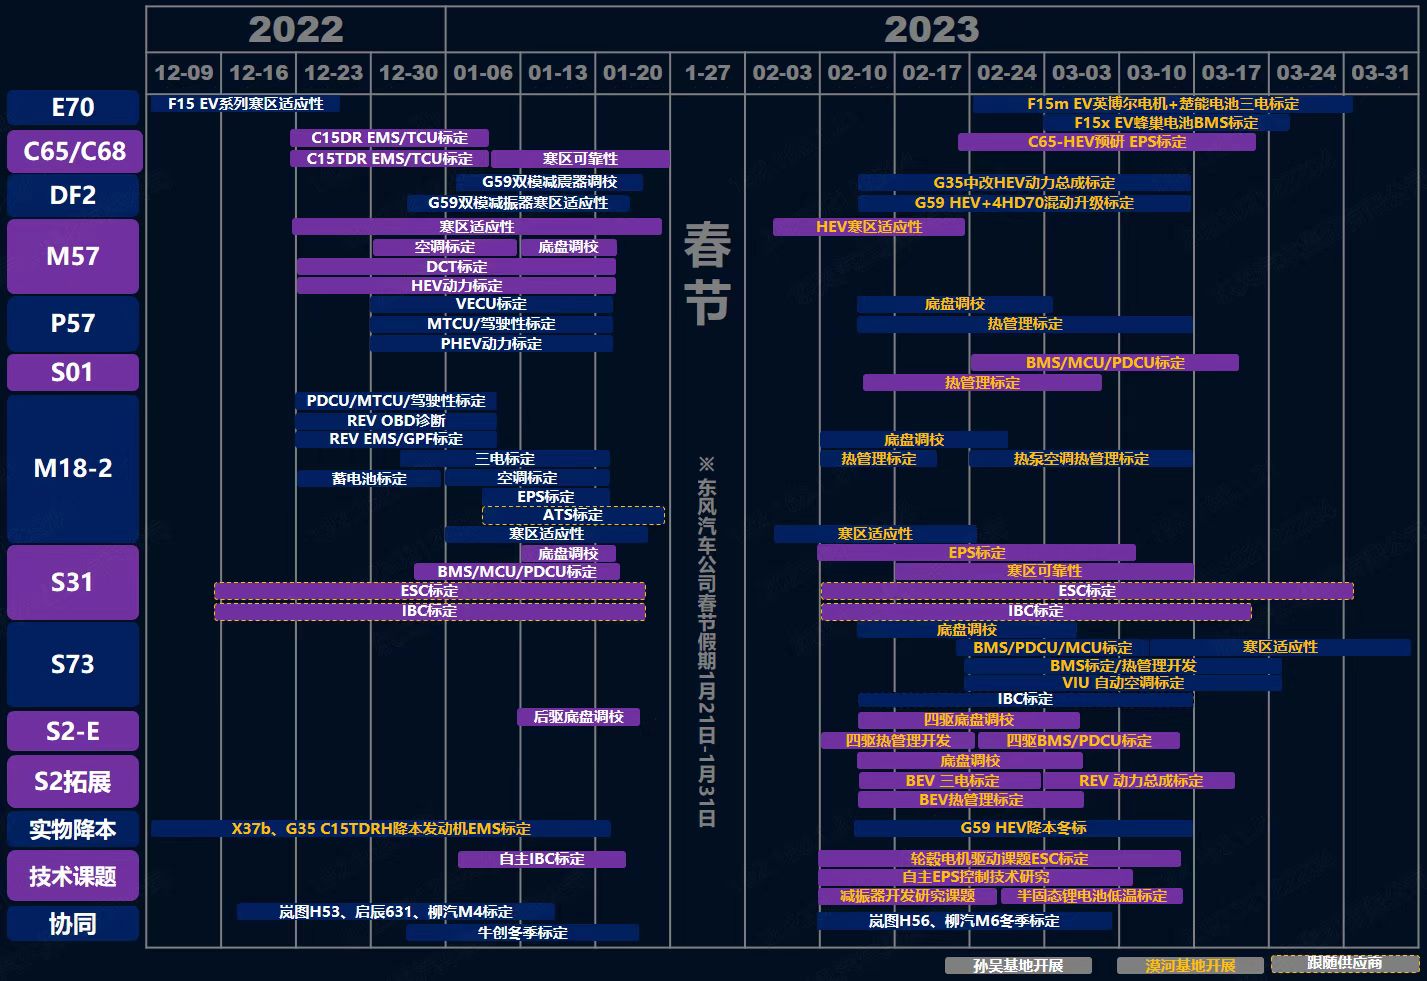 2022
2023
12-09
12-16
12-23
12-30
01-06
01-13
01-20
1-27
02-03
02-10
02-17
02-24
03-03
03-10
03-17
03-24
03-31
E70
F15 EV系列寒区适应性
F15m EV英博尔电机+楚能电池三电标定
F15x EV蜂巢电池BMS标定
C65/C68
C15DR EMS/TCU标定
C65-HEV预研 EPS标定
C15TDR EMS/TCU标定
寒区可靠性
DF2
G59双模减震器调校
G35中改HEV动力总成标定
G59双模减振器寒区适应性
G59 HEV+4HD70混动升级标定
M57
寒区适应性
HEV寒区适应性
空调标定
底盘调校
DCT标定
HEV动力标定
春节
P57
VECU标定
底盘调校
MTCU/驾驶性标定
热管理标定
PHEV动力标定
S01
BMS/MCU/PDCU标定
热管理标定
M18-2
PDCU/MTCU/驾驶性标定
REV OBD诊断
REV EMS/GPF标定
底盘调校
三电标定
热管理标定
热泵空调热管理标定
蓄电池标定
空调标定
EPS标定
ATS标定
寒区适应性
寒区适应性
※东风汽车公司春节假期1月21日-1月31日
S31
底盘调校
EPS标定
BMS/MCU/PDCU标定
寒区可靠性
ESC标定
ESC标定
IBC标定
IBC标定
S73
底盘调校
BMS/PDCU/MCU标定
寒区适应性
BMS标定/热管理开发
VIU 自动空调标定
IBC标定
S2-E
后驱底盘调校
四驱底盘调校
四驱热管理开发
四驱BMS/PDCU标定
S2拓展
底盘调校
BEV 三电标定
REV 动力总成标定
BEV热管理标定
实物降本
X37b、G35 C15TDRH降本发动机EMS标定
G59 HEV降本冬标
技术课题
自主IBC标定
轮毂电机驱动课题ESC标定
自主EPS控制技术研究
减振器开发研究课题
半固态锂电池低温标定
协同
岚图H53、启辰631、柳汽M4标定
岚图H56、柳汽M6冬季标定
牛创冬季标定
孙吴基地开展
漠河基地开展
跟随供应商